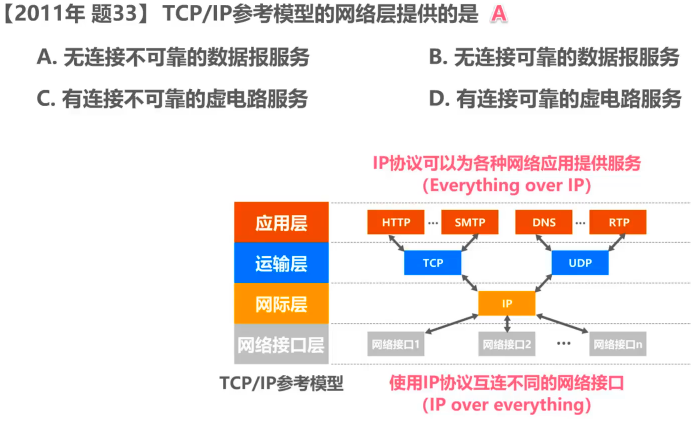 【2011年 题33】 TCP/IP参考模型的网络层提供的是 A
A. 无连接不可靠的数据报服务 B. 无连接可靠的数据报服务
C. 有连接不可靠的虚电路服务 D. 有连接可靠的虚电路服务
IP协议可以为各种网络应用提供服务
（Everything over IP）
应用层 HTTP ··· SMTP DNS ··· RTP
运输层 TCP UDP
网际层 IP
网络接口层 网络接口1 网络接口2 ··· 网络接口n
TCP/IP参考模型 使用IP协议互连不同的网络接口
（IP over everything）